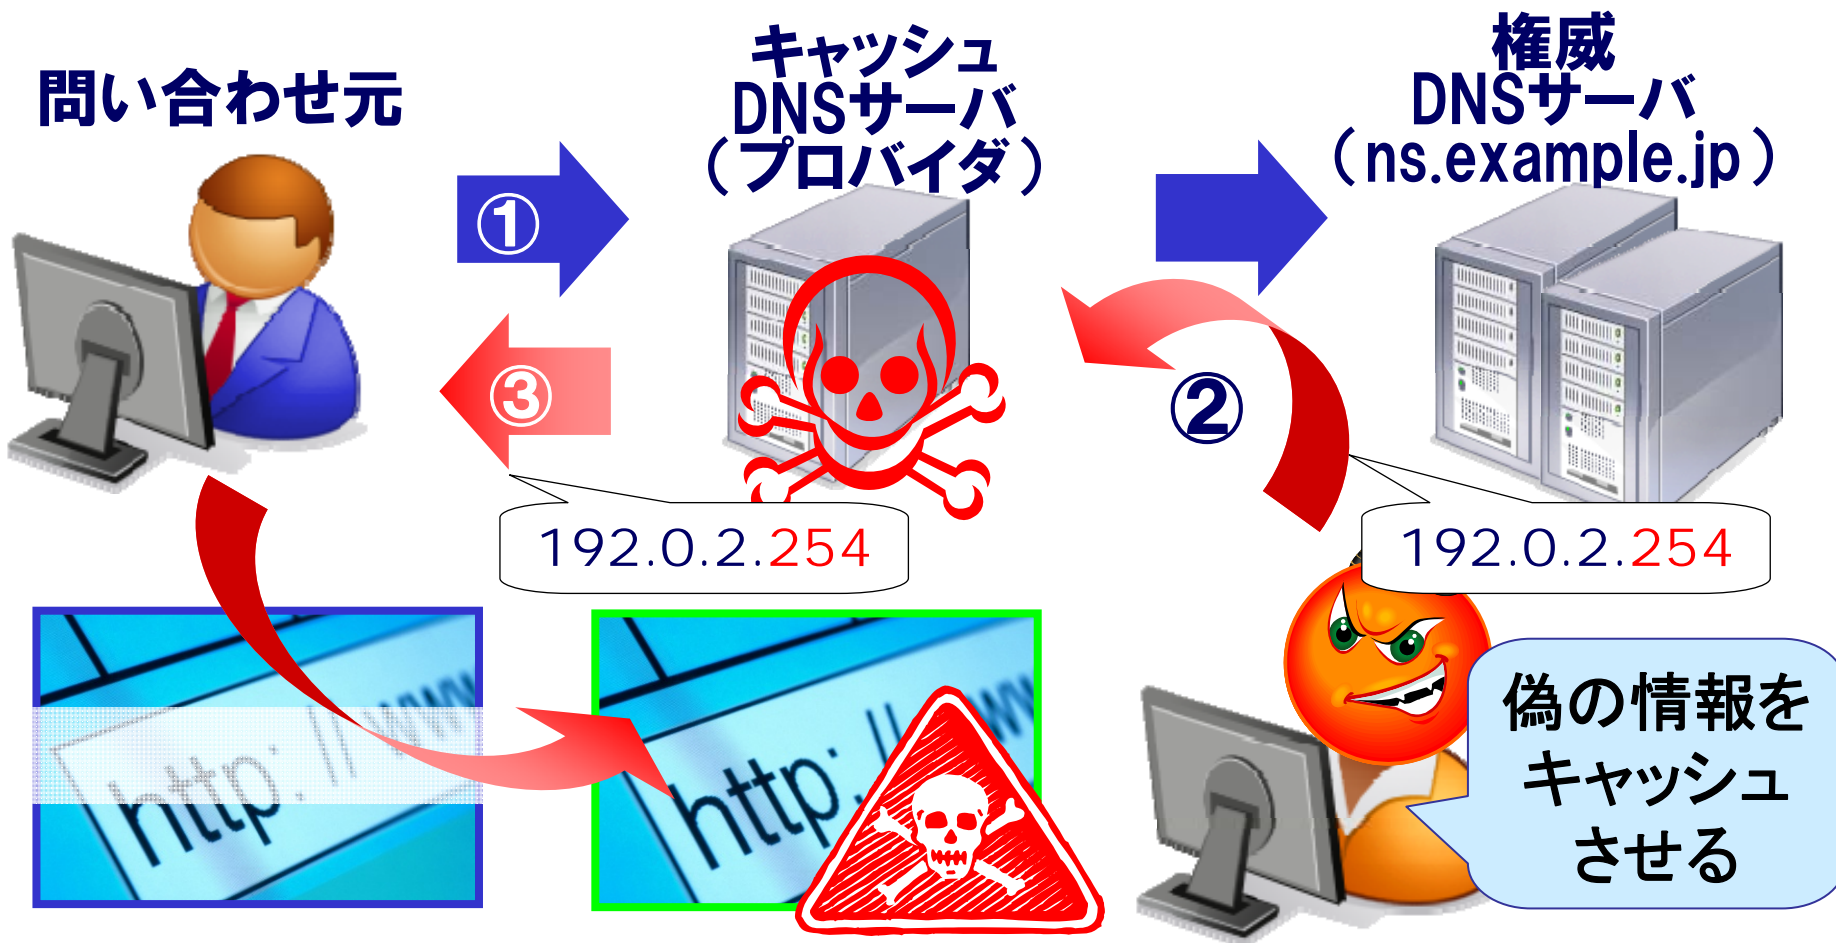 問い合わせ元
キャッシュ
DNSサーバ
（プロバイダ）
権威
DNSサーバ
（ns.example.jp）
①
③
②
192.0.2.254
192.0.2.254
http://www
http://w
偽の情報を
キャッシュ
させる